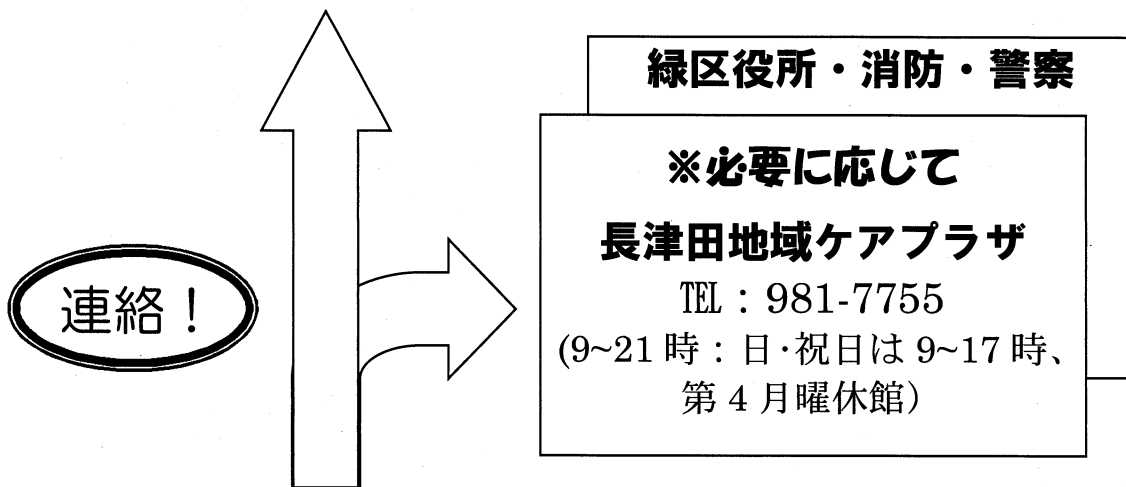 緑区役所・消防・警察
※必要に応じて
長津田地域ケアプラザ
℡：981-7755
(9~21時：日・祝日は9~17時、
第4月曜休館)
連絡！